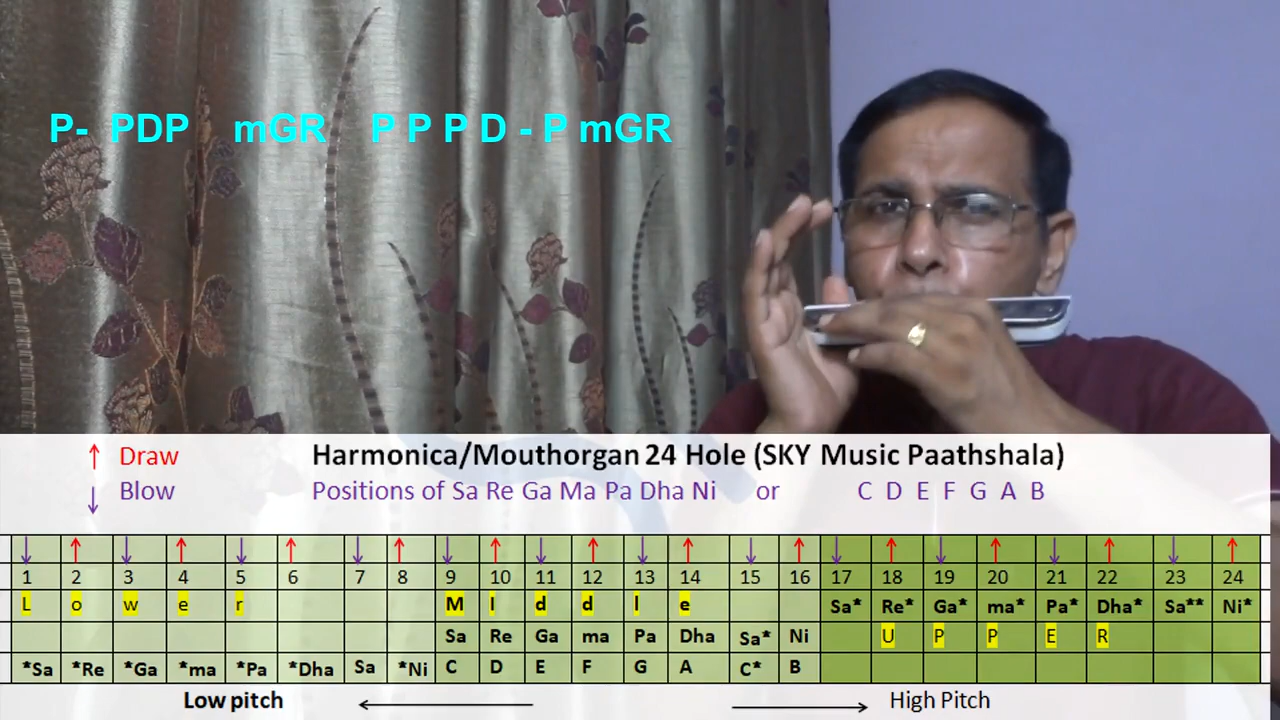 P- PDP mGR P P P D - P mGR
↑ Draw Harmonica/Mouthorgan 24 Hole (SKY Music Paathshala)
↓ Blow Positions of Sa Re Ga Ma Pa Dha Ni or C D E F G A B
↓ ↑ ↓ ↑ ↓ ↑ ↓ ↑ ↓ ↑ ↓ ↑ ↓ ↑ ↓ ↑ ↓ ↑ ↓ ↑ ↓ ↑ ↓ ↑
1 2 3 4 5 6 7 8 9 10 11 12 13 14 15 16 17 18 19 20 21 22 23 24
L o w e r M I d d l e Sa* Re* Ga* ma* Pa* Dha* Sa** Ni*
Sa Re Ga ma Pa Dha Sa* Ni U P P E R
*Sa *Re *Ga *ma *Pa *Dha Sa *Ni C D E F G A C* B
Low pitch ← → High Pitch